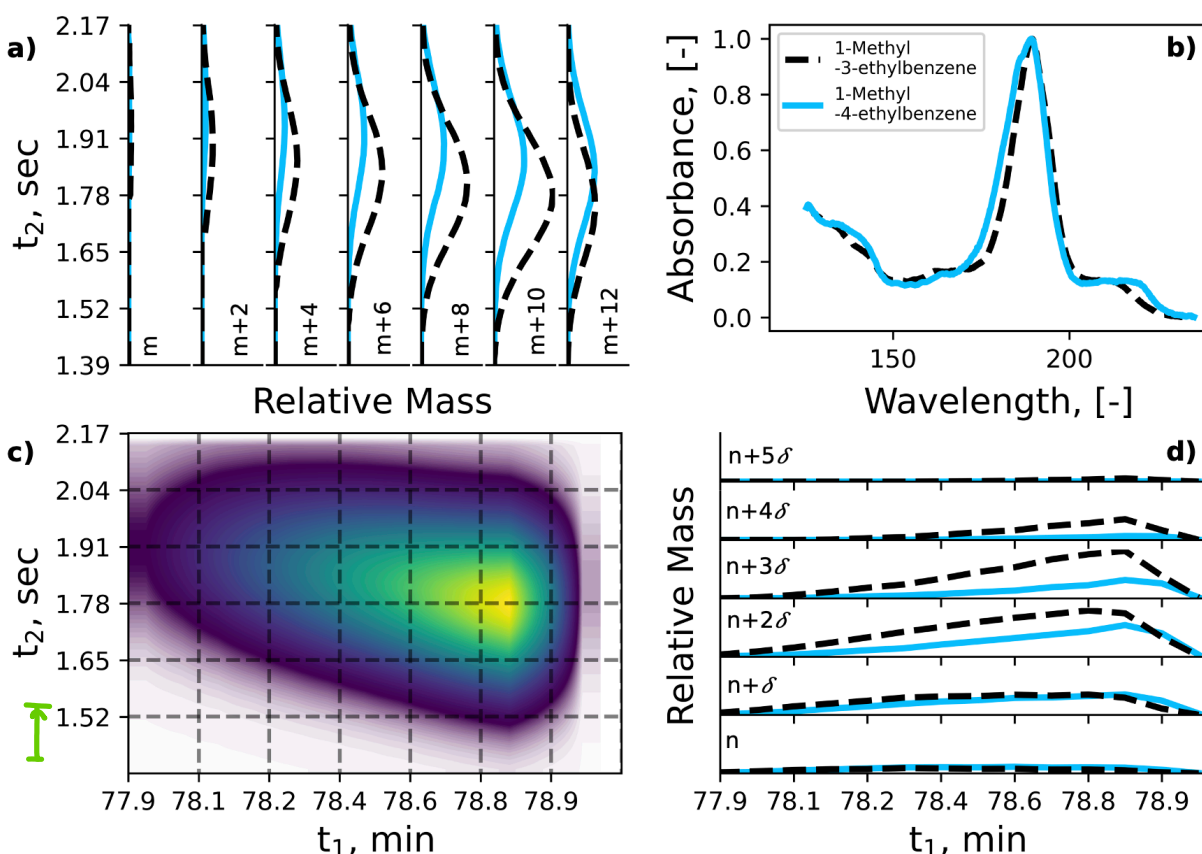 a)
2.17
2.04
1.91
1.78
1.65
1.52
1.39
t₂, sec
m
m+2
m+4
m+6
m+8
m+10
m+12
Relative Mass
b)
1.0
0.8
0.6
0.4
0.2
0.0
Absorbance, [-]
1-Methyl
-3-ethylbenzene
1-Methyl
-4-ethylbenzene
150 200
Wavelength, [-]
c)
2.17
2.04
1.91
1.78
1.65
1.52
t₂, sec
77.9 78.1 78.2 78.4 78.6 78.8 78.9
t₁, min
d)
Relative Mass
n+5δ
n+4δ
n+3δ
n+2δ
n+δ
n
77.9 78.1 78.2 78.4 78.6 78.8 78.9
t₁, min